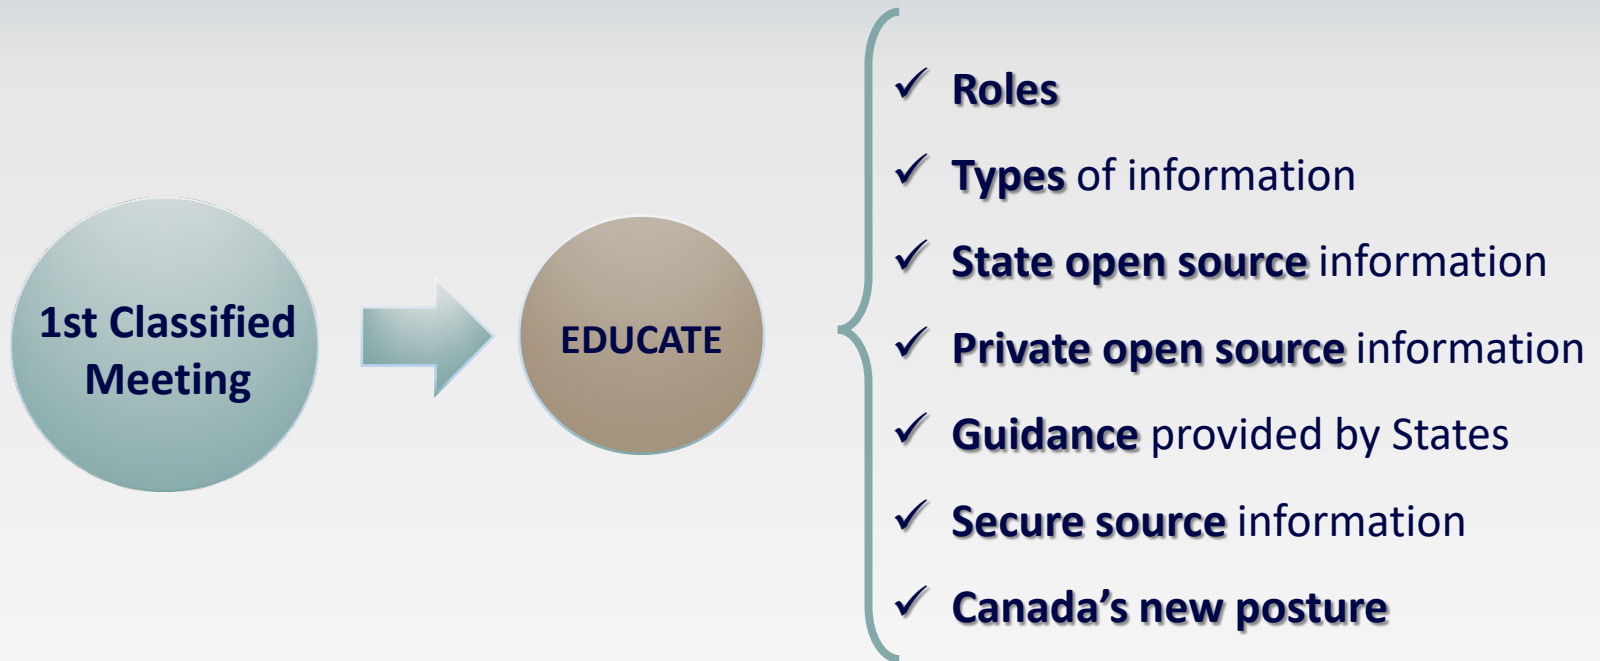 1st Classified
Meeting
EDUCATE
✓ Roles
✓ Types of information
✓ State open source information
✓ Private open source information
✓ Guidance provided by States
✓ Secure source information
✓ Canada’s new posture